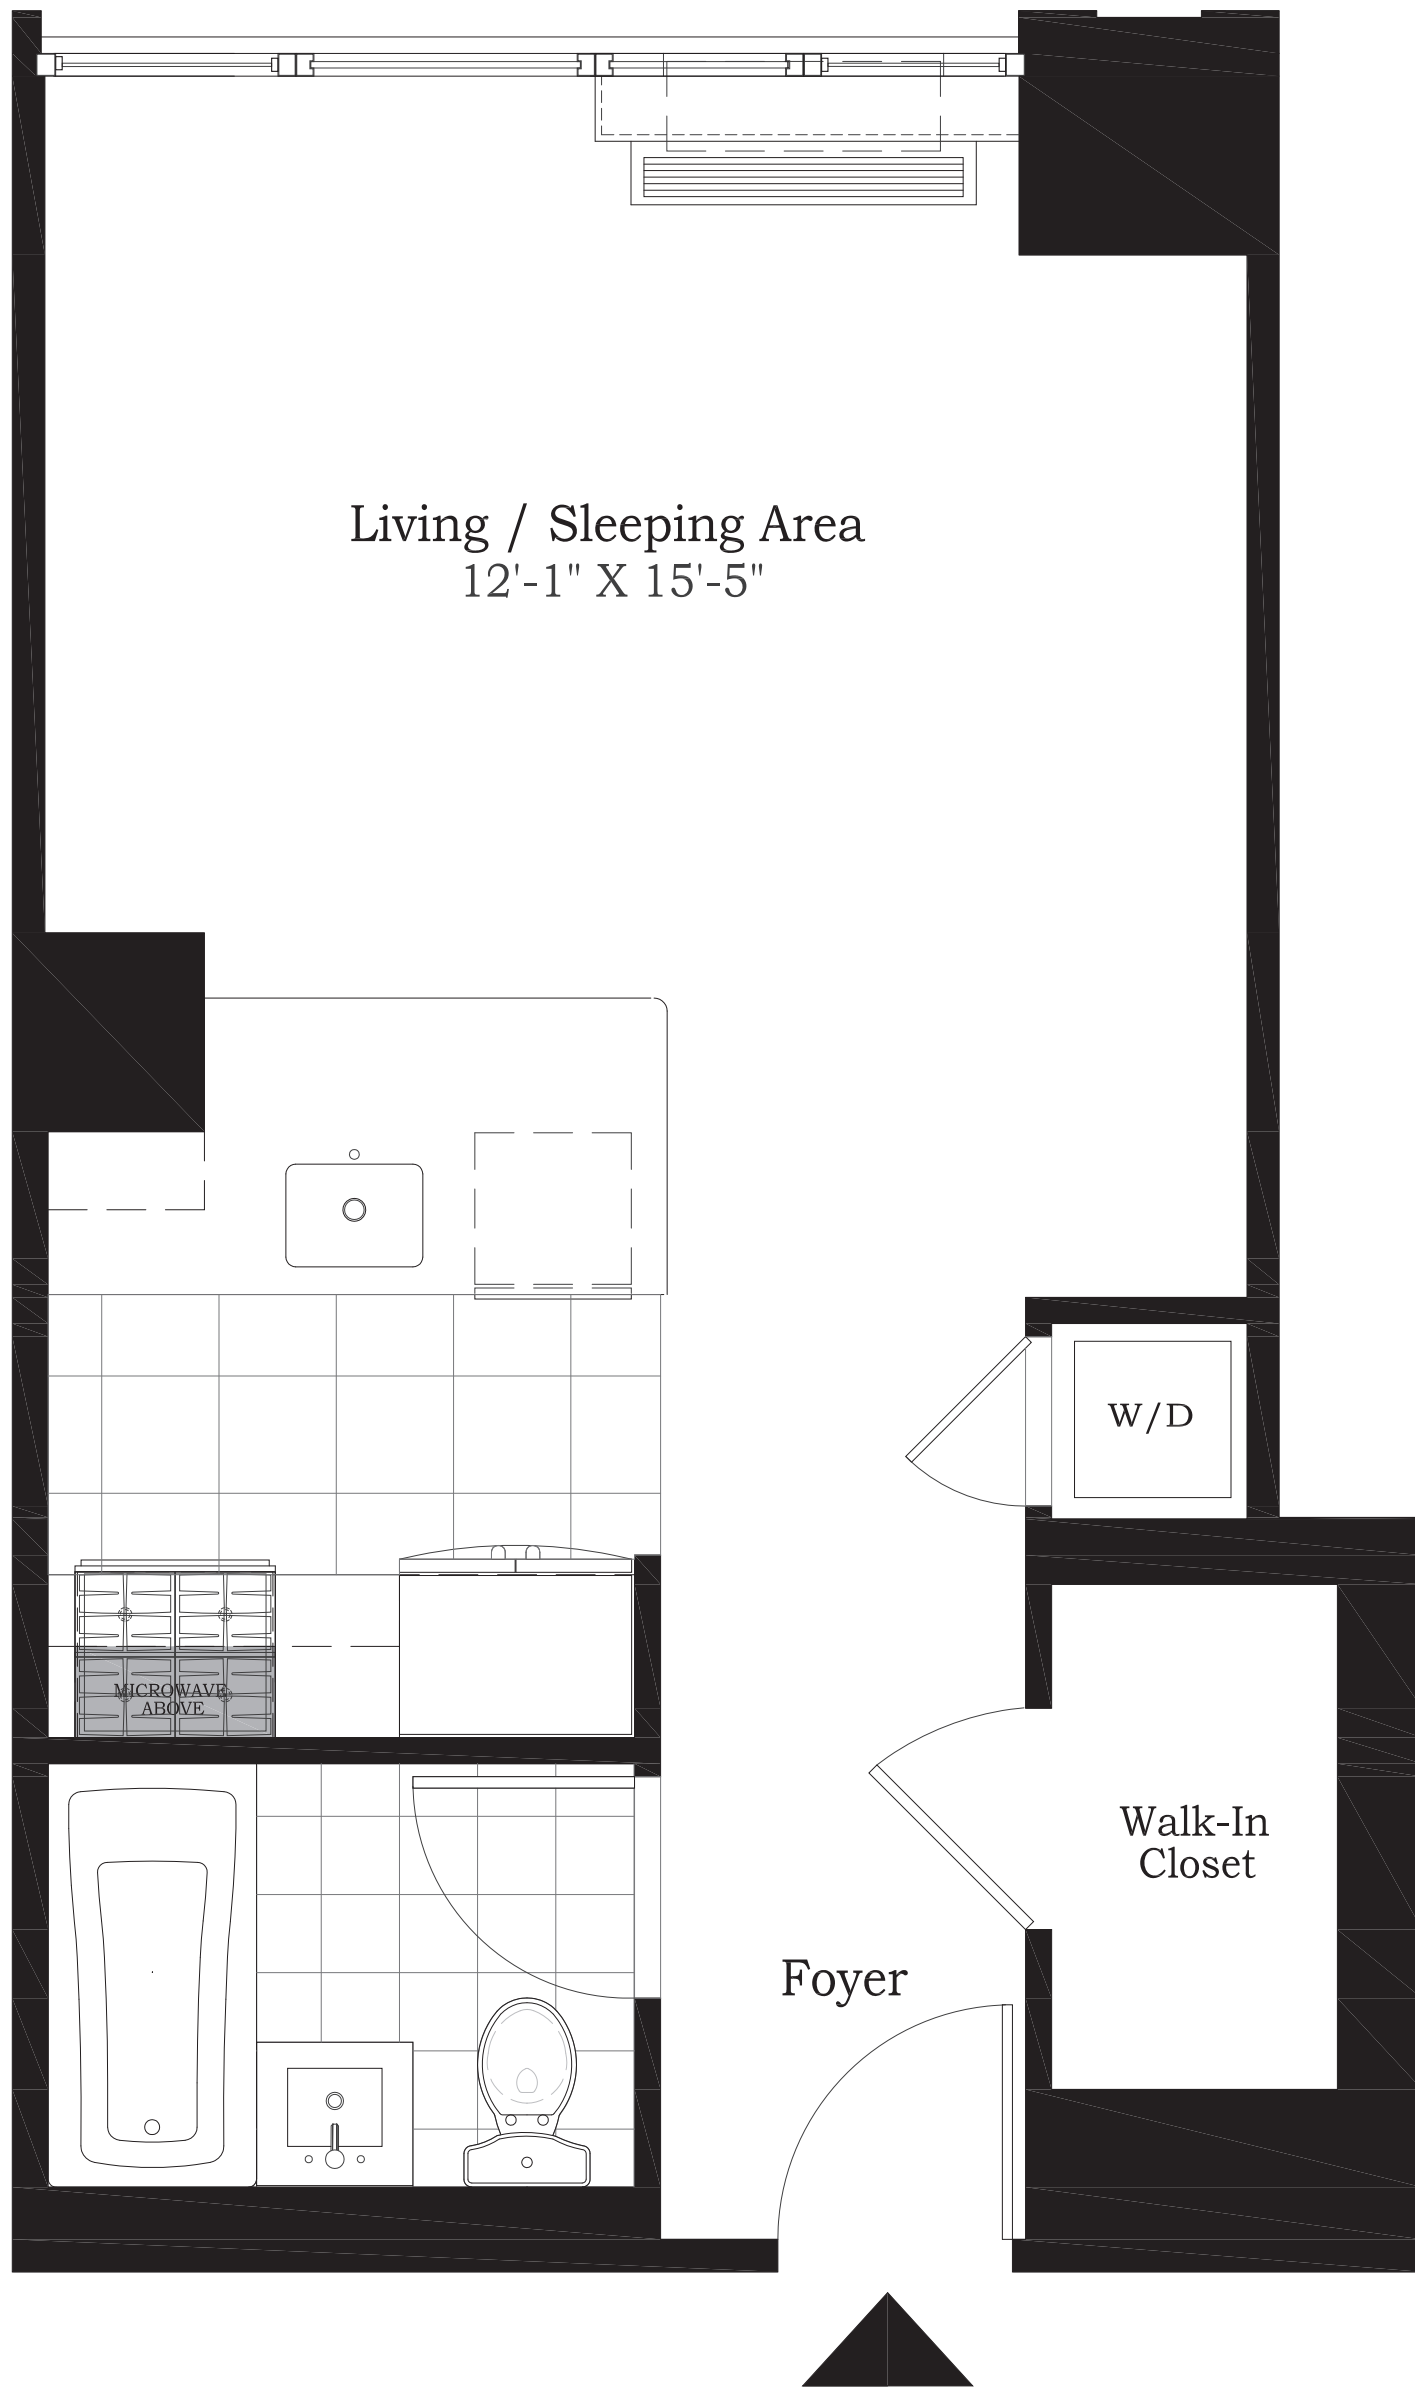 Living / Sleeping Area
12'-1" X 15'-5"
W/D
MICROWAVE
ABOVE
Walk-In
Closet
Foyer